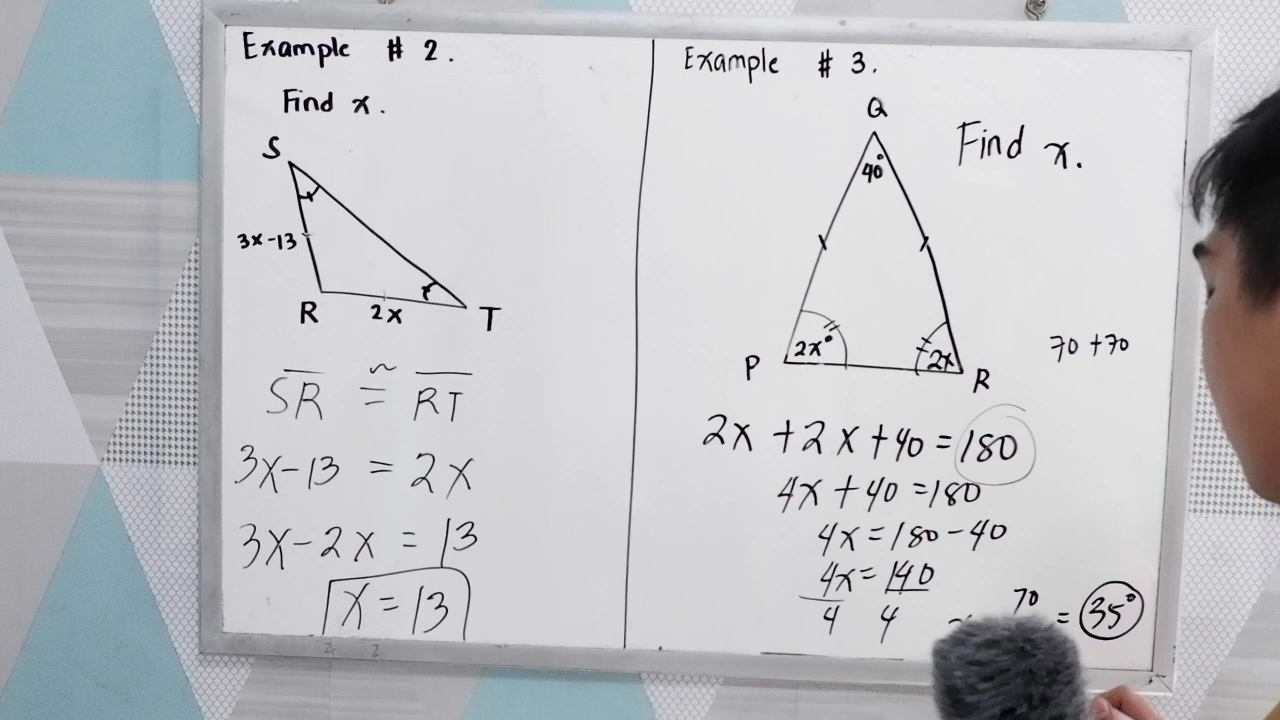 Example # 2.
Find x.
S
3x-13
R
2x
T
SR ≅ RT
3x-13 = 2x
3x-2x = 13
x = 13
Example # 3.
Q
Find x.
40°
2x°
2x
P
R
70 +70
2x +2x+40 = 180
4x +40 =180
4x =180-40
4x = 140
4 4
70
= 35°